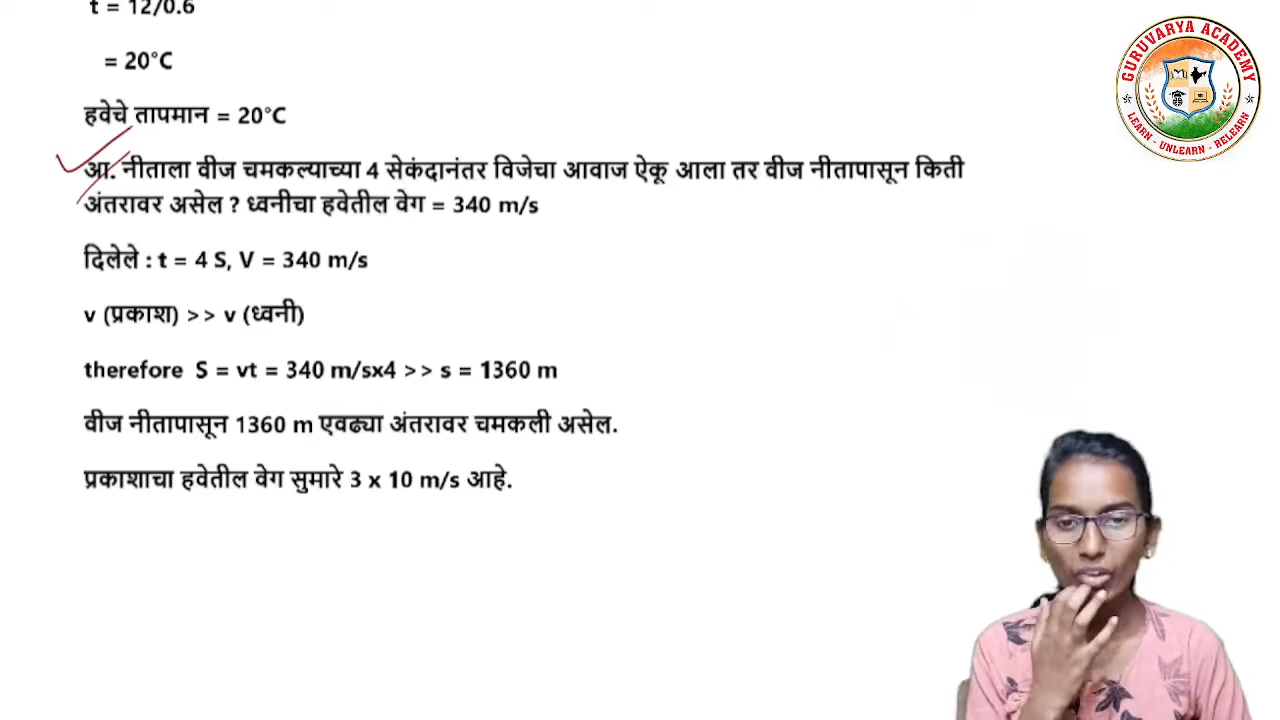 t = 12/0.6
= 20°C
हवेचे तापमान = 20°C
आ. नीताला वीज चमकल्याच्या 4 सेकंदानंतर विजेचा आवाज ऐकू आला तर वीज नीतापासून किती
अंतरावर असेल ? ध्वनीचा हवेतील वेग = 340 m/s
दिलेले : t = 4 S, V = 340 m/s
v (प्रकाश) >> v (ध्वनी)
therefore S = vt = 340 m/sx4 >> s = 1360 m
वीज नीतापासून 1360 m एवढ्या अंतरावर चमकली असेल.
प्रकाशाचा हवेतील वेग सुमारे 3 x 10 m/s आहे.
GURUVARYA ACADEMY
LEARN - UNLEARN - RELEARN